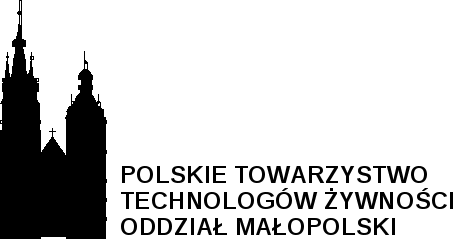 POLSKIE TOWARZYSTWO
TECHNOLOGÓW ŻYWNOŚCI
ODDZIAŁ MAŁOPOLSKI